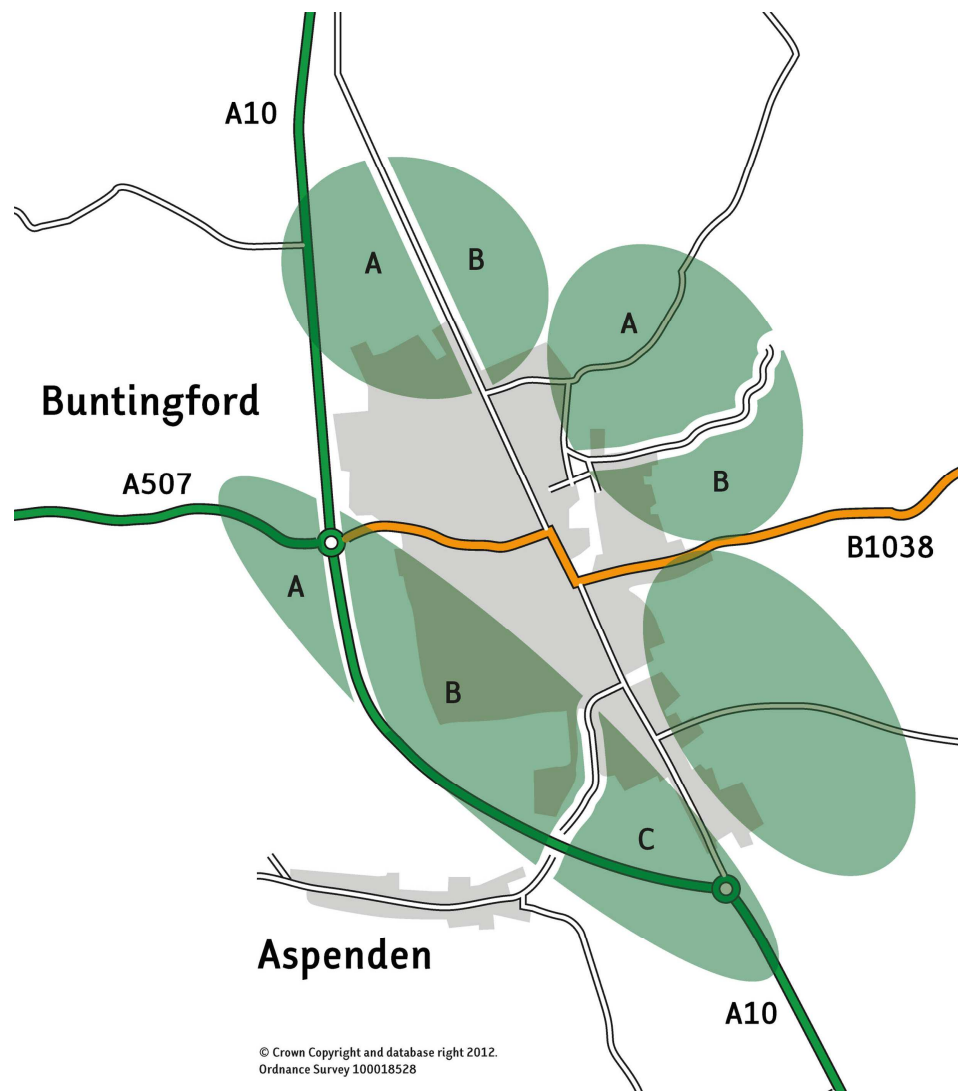 A10
A
B
A
Buntingford
A507
B
B1038
A
B
C
Aspenden
A10
© Crown Copyright and database right 2012.
Ordnance Survey 100018528